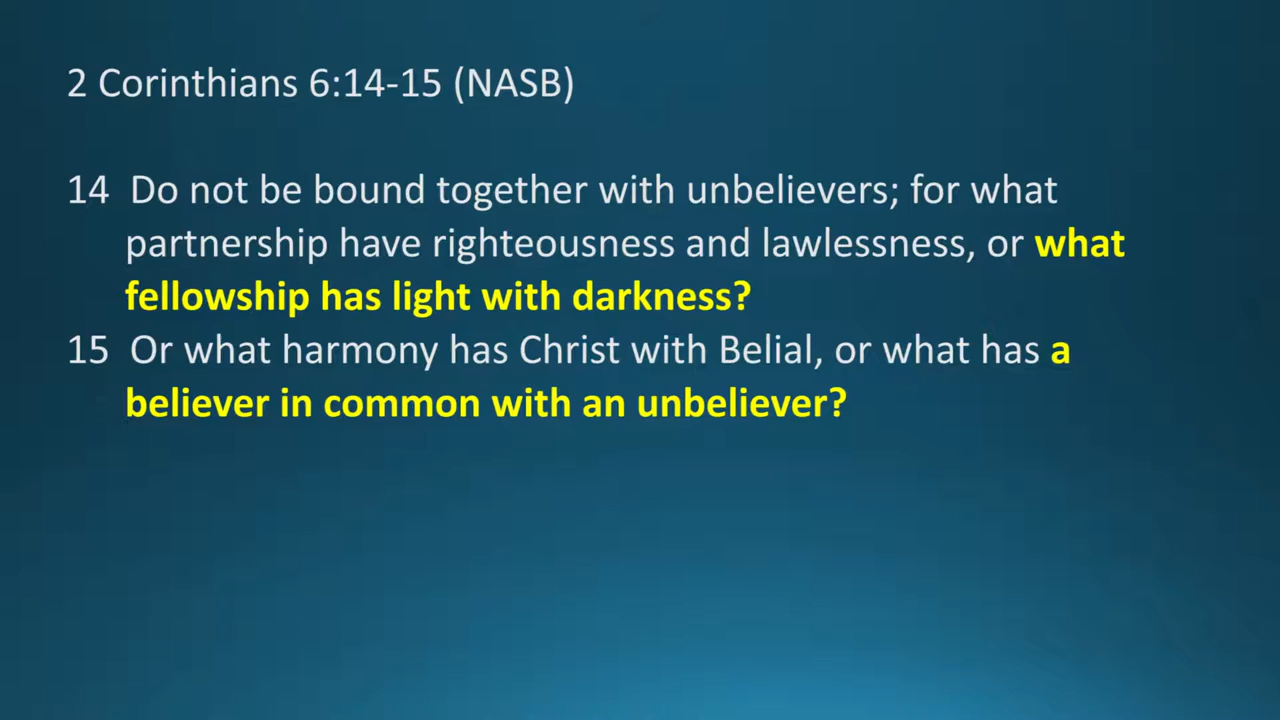 2 Corinthians 6:14-15 (NASB)
14 Do not be bound together with unbelievers; for what
partnership have righteousness and lawlessness, or what
fellowship has light with darkness?
15 Or what harmony has Christ with Belial, or what has a
believer in common with an unbeliever?